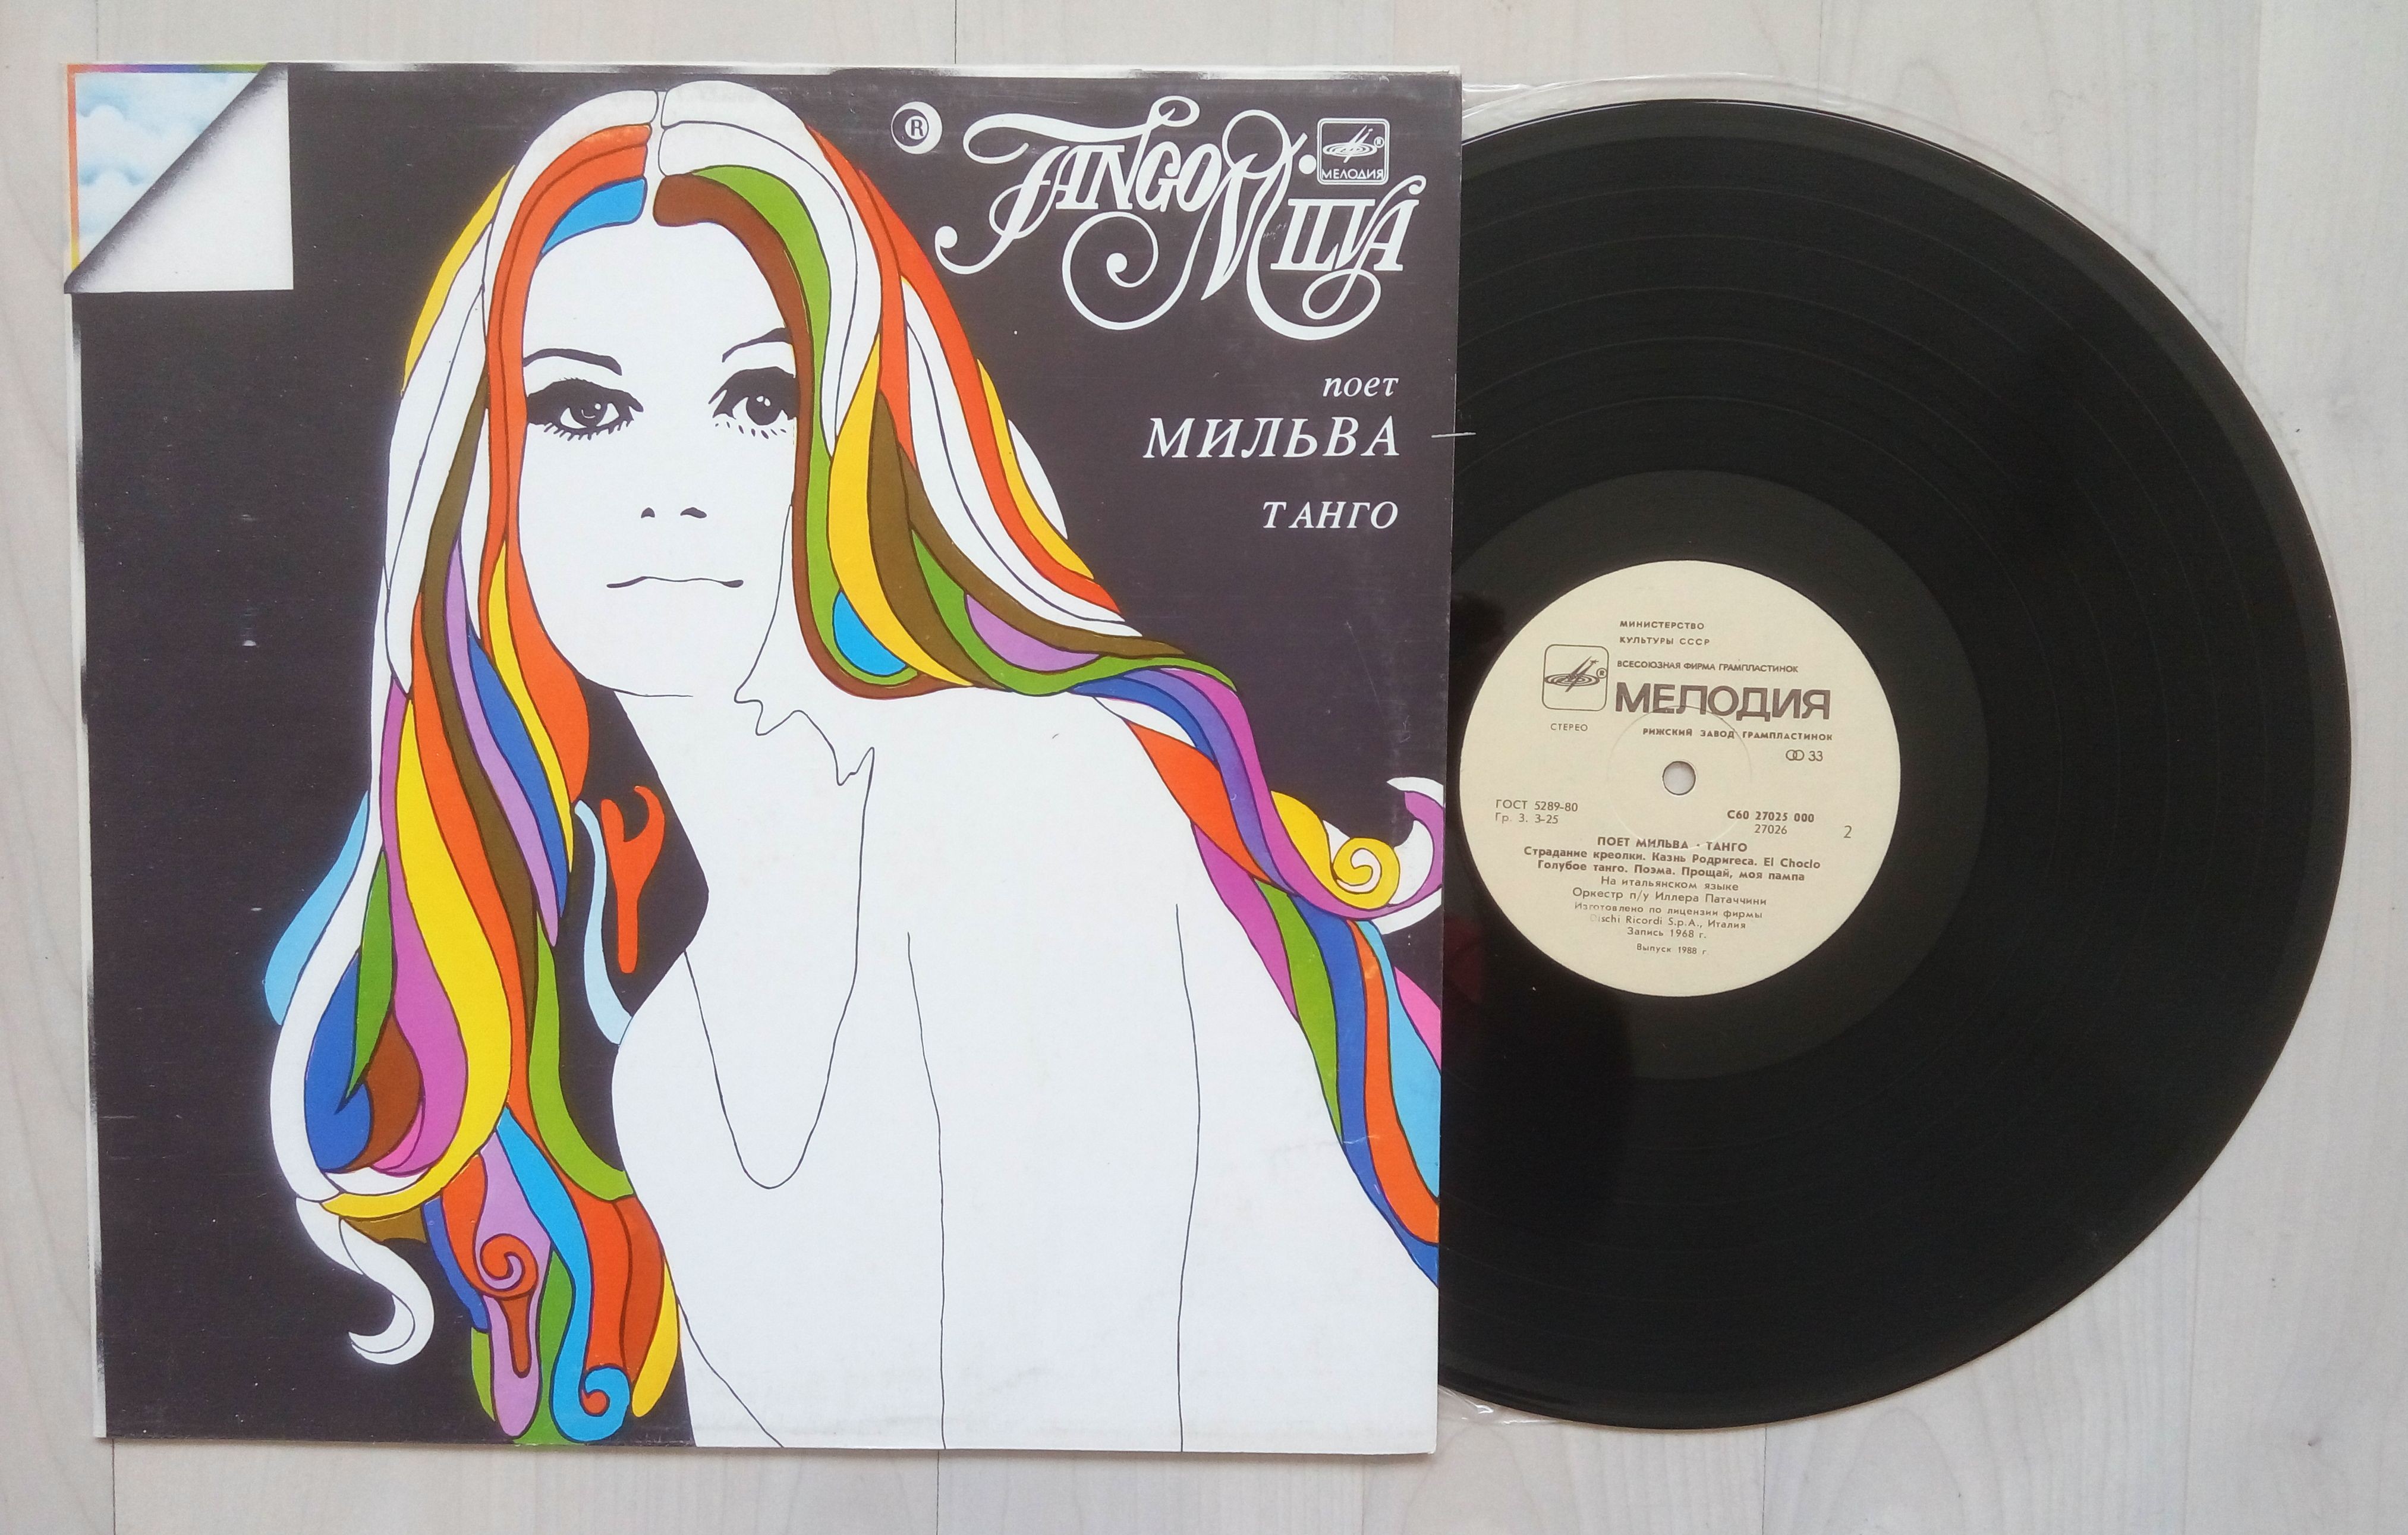 ®
TANGO
MILVA
®
МЕЛОДИЯ
поет
МИЛЬВА
ТАНГО
МИНИСТЕРСТВО
КУЛЬТУРЫ СССР
ВСЕСОЮЗНАЯ ФИРМА ГРАМПЛАСТИНОК
®
МЕЛОДИЯ
СТЕРЕО
РИЖСКИЙ ЗАВОД ГРАМПЛАСТИНОК
33
ГОСТ 5289-80
Гр. 3. 3-25
С60 27025 000
27026
2
ПОЕТ МИЛЬВА - ТАНГО
Страдание креолки. Казнь Родригеса. El Choclo
Голубое танго. Поэма. Прощай, моя пампа
На итальянском языке
Оркестр п/у Иллера Патаччини
Изготовлено по лицензии фирмы
Dischi Ricordi S.p.A., Италия
Запись 1968 г.
Выпуск 1988 г